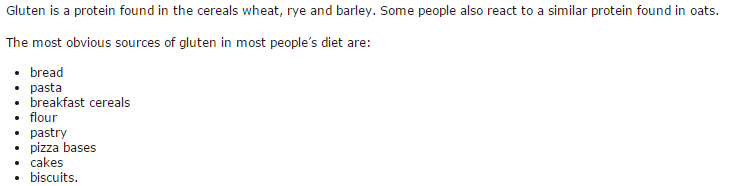 Gluten is a protein found in the cereals wheat, rye and barley. Some people also react to a similar protein found in oats.
The most obvious sources of gluten in most people's diet are:
• bread
• pasta
• breakfast cereals
• flour
• pastry
• pizza bases
• cakes
• biscuits.